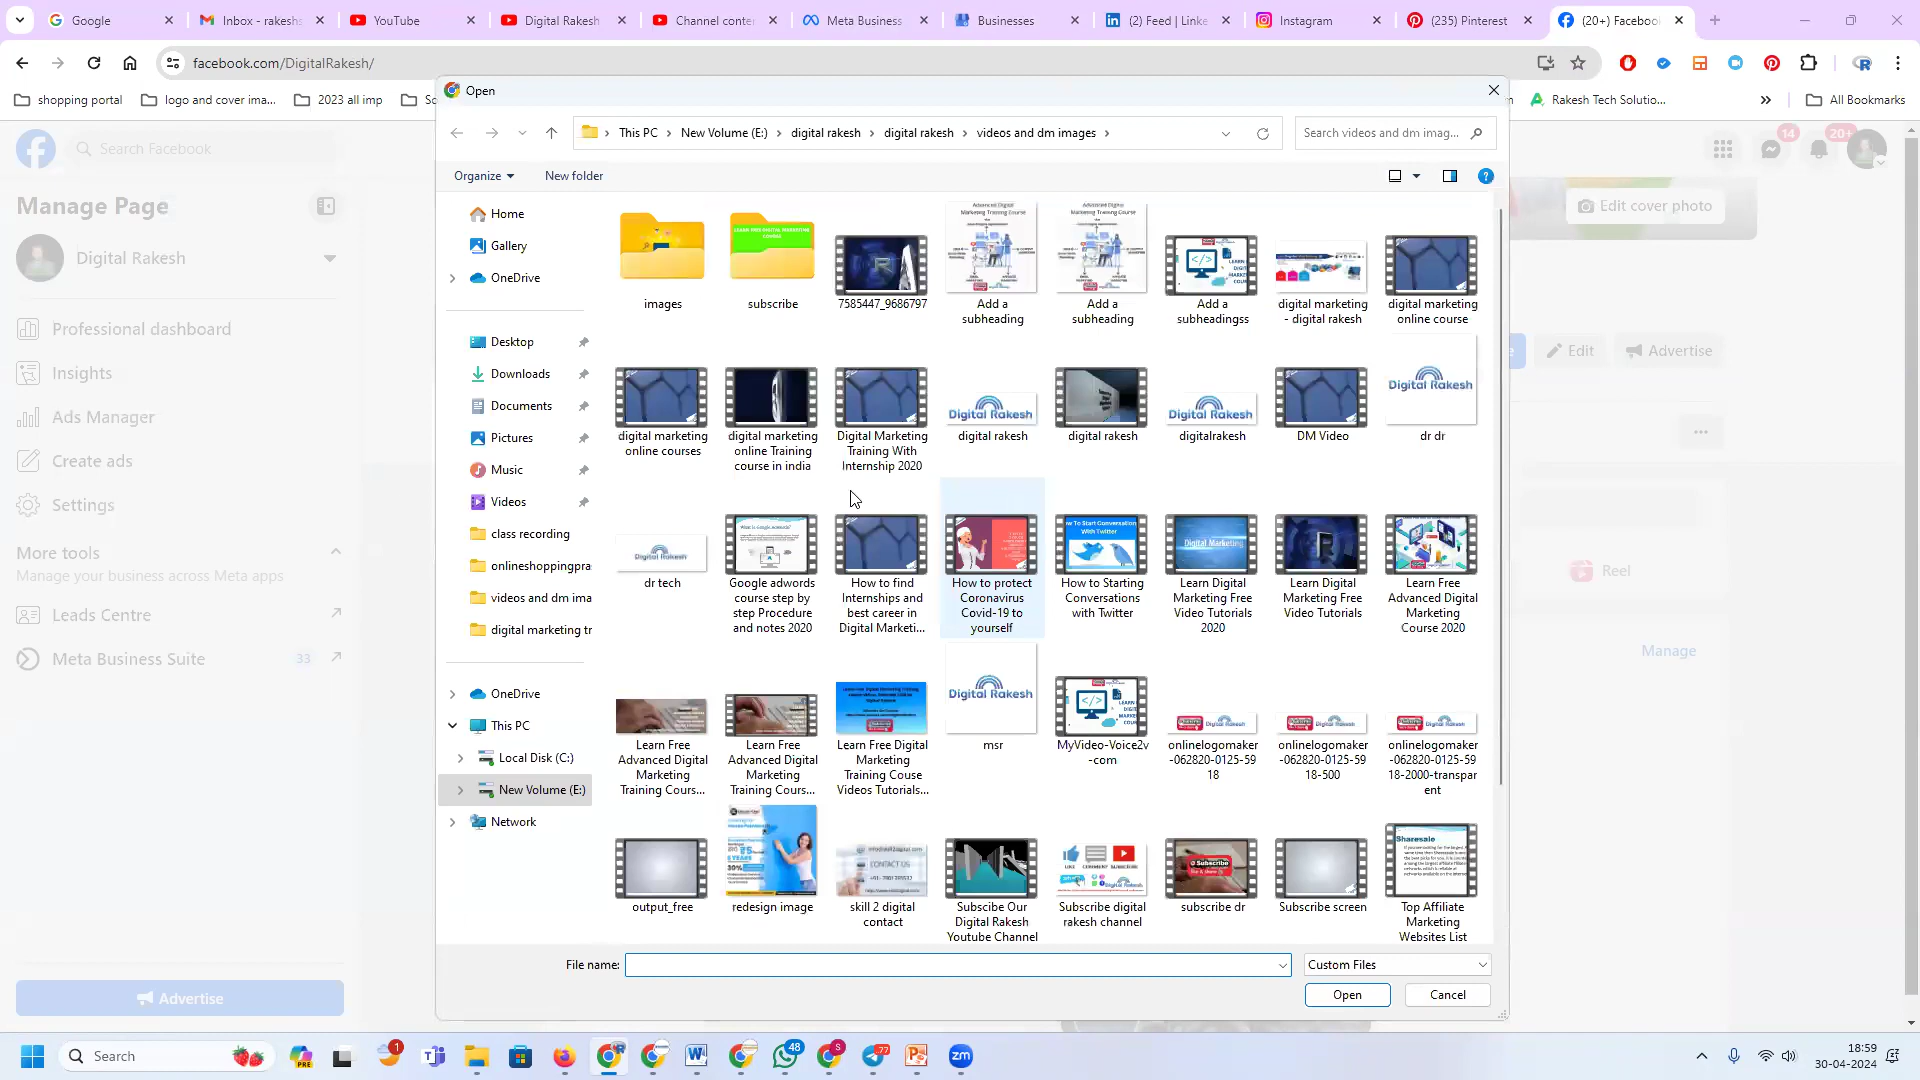 Google
Inbox - rakeshs
YouTube
Digital Rakesh
Channel conte
Meta Business
Businesses
(2) Feed | Linke
Instagram
(235) Pinterest
(20+) Faceboo
facebook.com/DigitalRakesh/
shopping portal
logo and cover ima...
2023 all imp
Rakesh Tech Solutio...
All Bookmarks
Open
This PC
New Volume (E:)
digital rakesh
digital rakesh
videos and dm images
Search videos and dm imag...
Organize
New folder
Search Facebook
14
20+
Manage Page
Digital Rakesh
Professional dashboard
Insights
Ads Manager
Create ads
Settings
More tools
Manage your business across Meta apps
Leads Centre
Meta Business Suite
33
Advertise
Edit cover photo
Edit
Advertise
Reel
Manage
Home
Gallery
OneDrive
Desktop
Downloads
Documents
Pictures
Music
Videos
class recording
onlineshoppingpra
videos and dm ima
digital marketing tr
OneDrive
This PC
Local Disk (C:)
New Volume (E:)
Network
images
subscribe
7585447_9686797
Add a
subheading
Add a
subheading
Add a
subheadingss
digital marketing
- digital rakesh
digital marketing
online course
digital marketing
online courses
digital marketing
online Training
course in india
Digital Marketing
Training With
Internship 2020
digital rakesh
digital rakesh
digitalrakesh
DM Video
dr dr
dr tech
Google adwords
course step by
step Procedure
and notes 2020
How to find
Internships and
best career in
Digital Marketi...
How to protect
Coronavirus
Covid-19 to
yourself
How to Starting
Conversations
with Twitter
Learn Digital
Marketing Free
Video Tutorials
2020
Learn Digital
Marketing Free
Video Tutorials
Learn Free
Advanced Digital
Marketing
Course 2020
Learn Free
Advanced Digital
Marketing
Training Cours...
Learn Free
Advanced Digital
Marketing
Training Cours...
Learn Free Digital
Marketing
Training Couse
Videos Tutorials...
msr
MyVideo-Voice2v
-com
onlinelogomaker
-062820-0125-59
18
onlinelogomaker
-062820-0125-59
18-500
onlinelogomaker
-062820-0125-59
18-2000-transpar
ent
output_free
redesign image
skill 2 digital
contact
Subscibe Our
Digital Rakesh
Youtube Channel
Subscribe digital
rakesh channel
subscribe dr
Subscribe screen
Top Affiliate
Marketing
Websites List
File name:
Custom Files
Open
Cancel
Search
1
48
77
18:59
30-04-2024